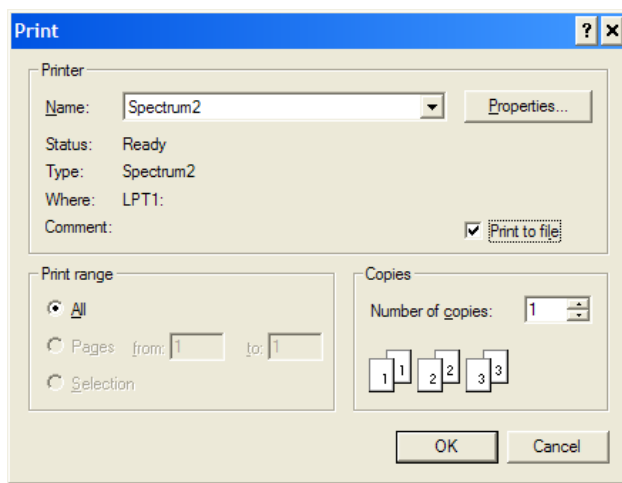 Print
Printer
Name: Spectrum2 Properties...
Status: Ready
Type: Spectrum2
Where: LPT1:
Comment: Print to file
Print range
All
Pages from: 1 to: 1
Selection
Copies
Number of copies: 1
1 1 2 2 3 3
OK Cancel